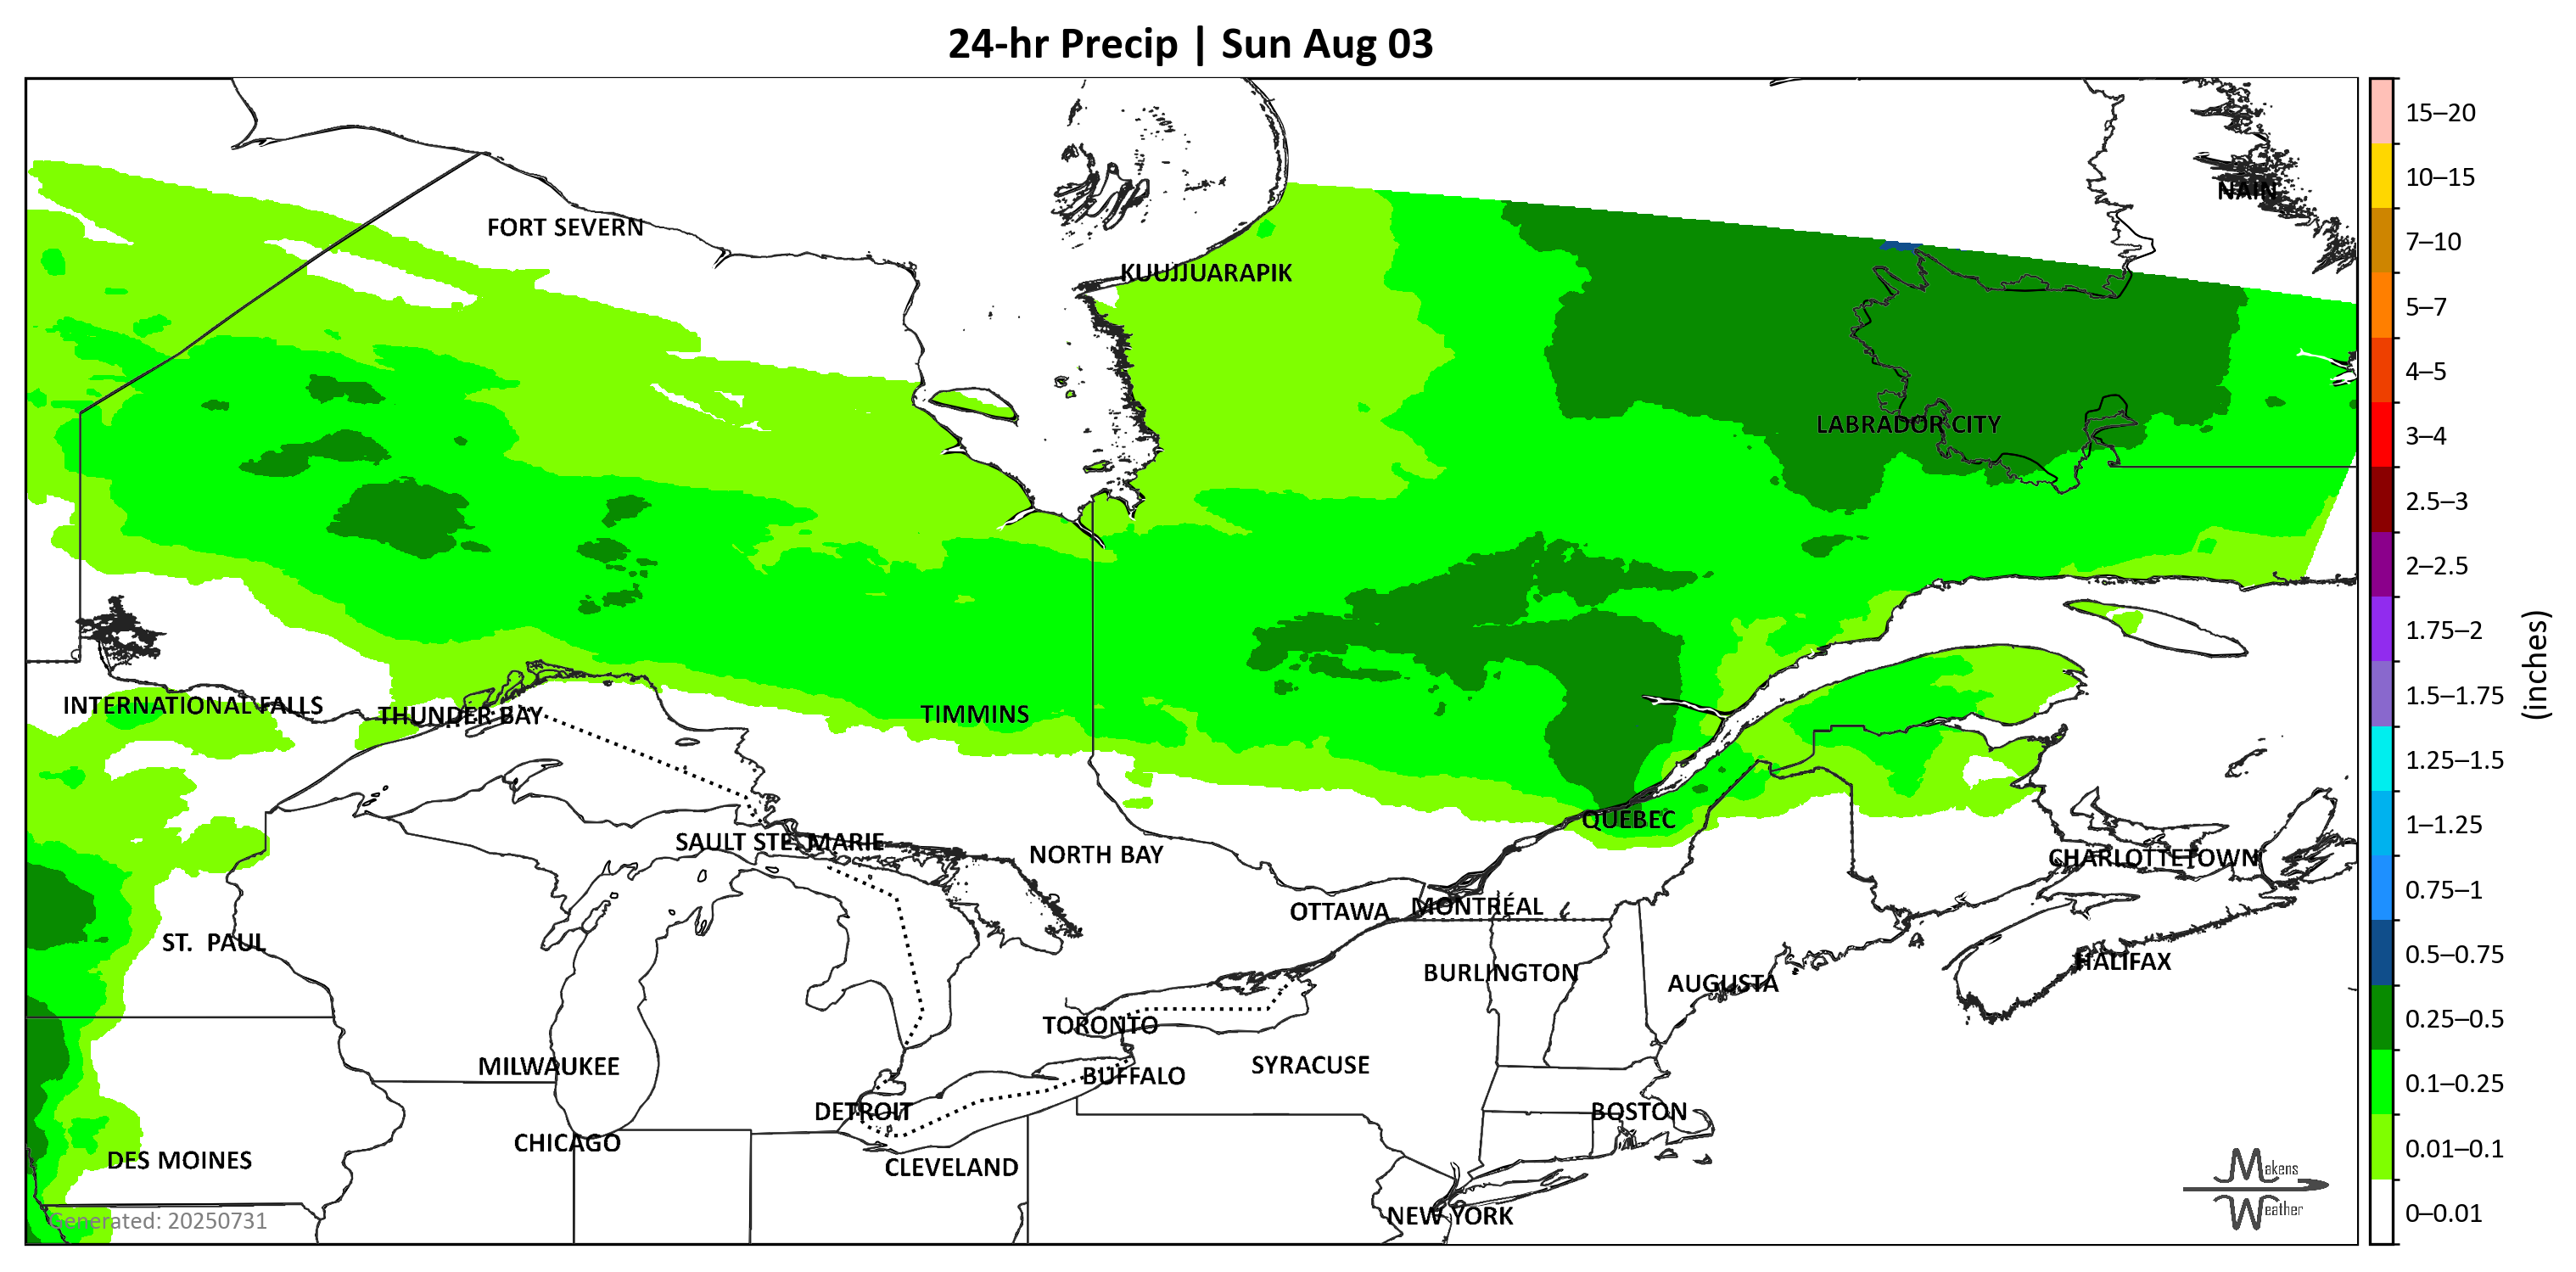 24-hr Precip | Sun Aug 03
NAIN
FORT SEVERN
KUUJJUARAPIK
LABRADOR CITY
INTERNATIONAL FALLS
THUNDER BAY
TIMMINS
QUEBEC
SAULT STE. MARIE
NORTH BAY
CHARLOTTETOWN
OTTAWA
MONTRÉAL
ST.  PAUL
HALIFAX
BURLINGTON
AUGUSTA
TORONTO
MILWAUKEE
SYRACUSE
BUFFALO
DETROIT
BOSTON
CHICAGO
DES MOINES
CLEVELAND
NEW YORK
Generated: 20250731
Makens
Weather
15–20
10–15
7–10
5–7
4–5
3–4
2.5–3
2–2.5
1.75–2
1.5–1.75
1.25–1.5
1–1.25
0.75–1
0.5–0.75
0.25–0.5
0.1–0.25
0.01–0.1
0–0.01
(inches)